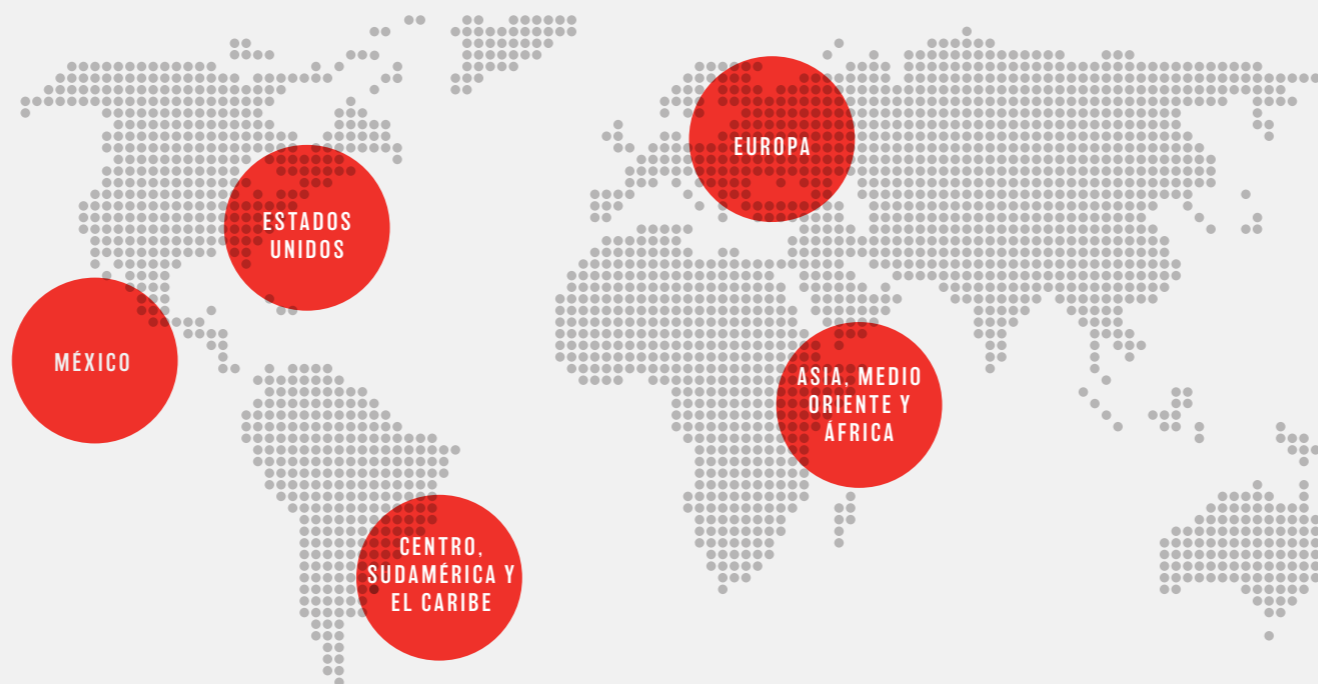 EUROPA
ESTADOS
UNIDOS
MÉXICO
ASIA, MEDIO
ORIENTE Y
ÁFRICA
CENTRO,
SUDAMÉRICA Y
EL CARIBE